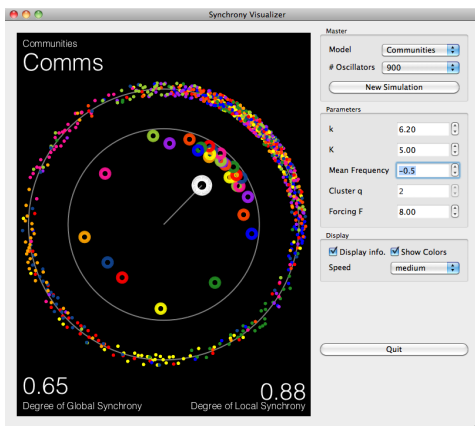 Synchrony Visualizer
Communities
Comms
0.65
Degree of Global Synchrony
0.88
Degree of Local Synchrony
Master
Model Communities
# Oscillators 900
New Simulation
Parameters
k 6.20
K 5.00
Mean Frequency -0.5
Cluster q 2
Forcing F 8.00
Display
Display info. Show Colors
Speed medium
Quit